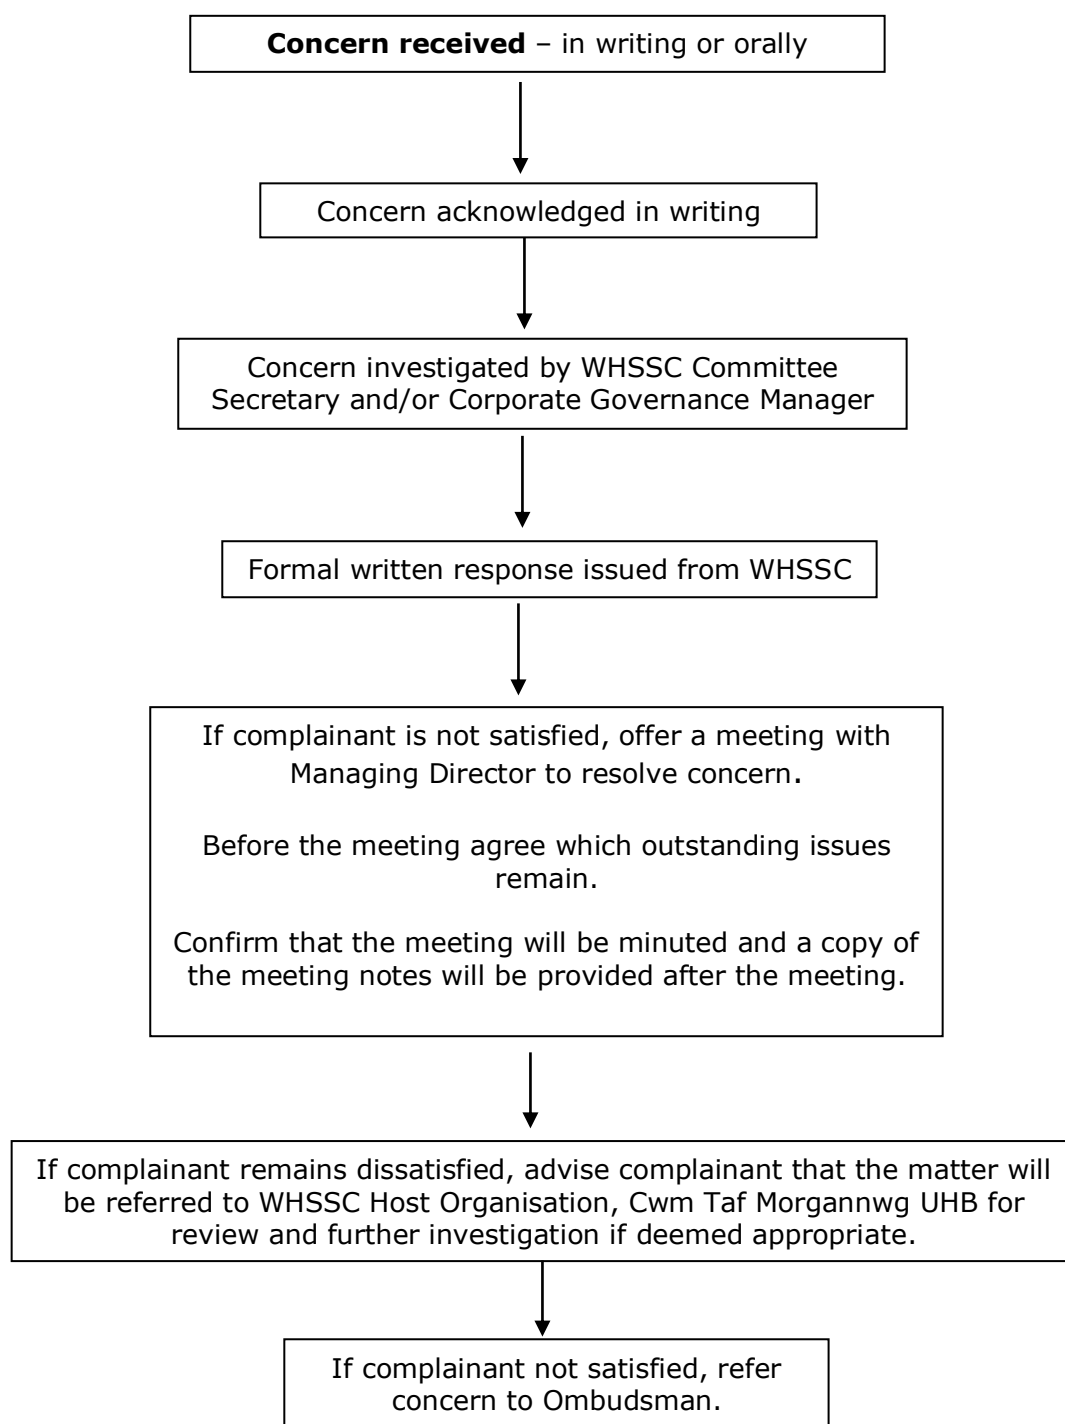 Concern received – in writing or orally
Concern acknowledged in writing
Concern investigated by WHSSC Committee
Secretary and/or Corporate Governance Manager
Formal written response issued from WHSSC
If complainant is not satisfied, offer a meeting with
Managing Director to resolve concern.
Before the meeting agree which outstanding issues
remain.
Confirm that the meeting will be minuted and a copy of
the meeting notes will be provided after the meeting.
If complainant remains dissatisfied, advise complainant that the matter will
be referred to WHSSC Host Organisation, Cwm Taf Morgannwg UHB for
review and further investigation if deemed appropriate.
If complainant not satisfied, refer
concern to Ombudsman.